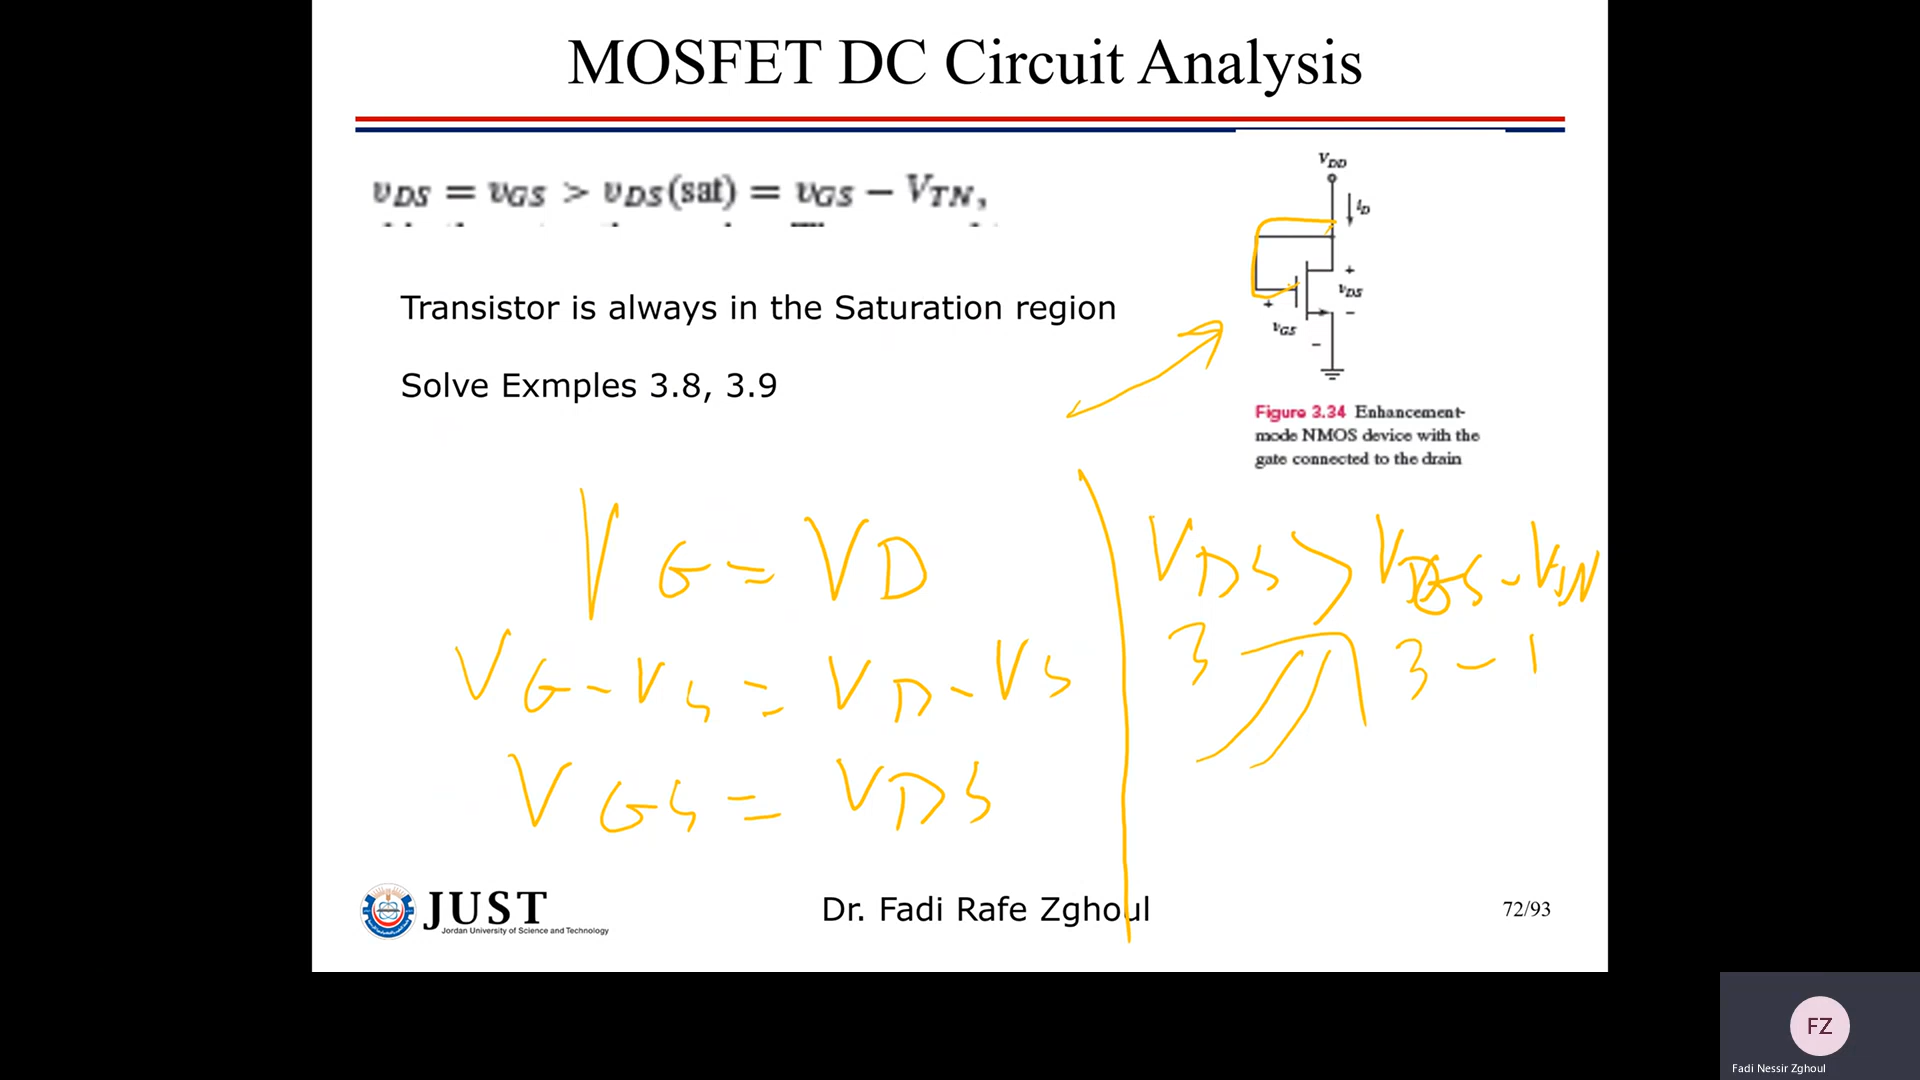 MOSFET DC Circuit Analysis
vDS = vGS > vDS(sat) = vGS − VTN,
Transistor is always in the Saturation region
Solve Exmples 3.8, 3.9
VDD
iD
+
vDS
−
+
vGS
−
Figure 3.34 Enhancement-
mode NMOS device with the
gate connected to the drain
VG = VD
VG - VS = VD - VS
VGS = VDS
VDS > VGS - VTN
3 3 - 1
JUST
Jordan University of Science and Technology
Dr. Fadi Rafe Zghoul
72/93
FZ
Fadi Nessir Zghoul